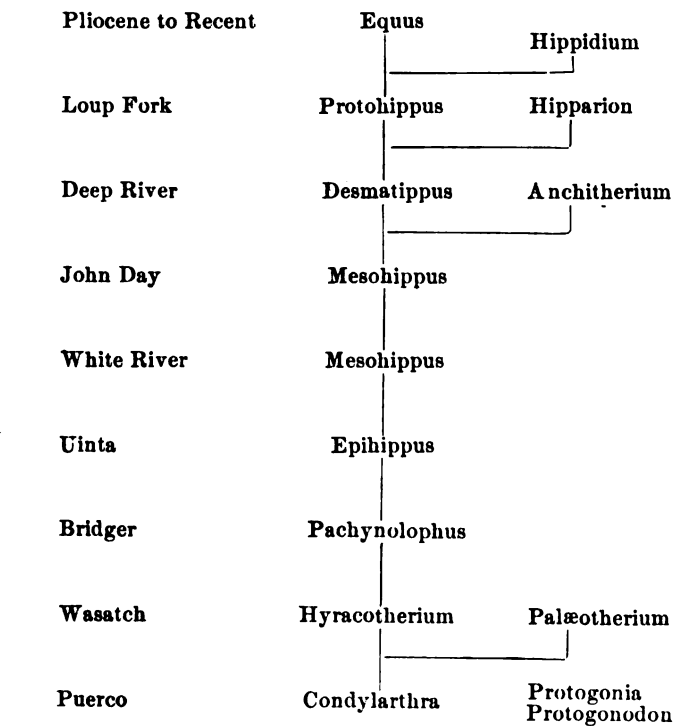 Pliocene to Recent Equus
Hippidium
Loup Fork Protohippus Hipparion
Deep River Desmatippus Anchitherium
John Day Mesohippus
White River Mesohippus
Uinta Epihippus
Bridger Pachynolophus
Wasatch Hyracotherium Palæotherium
Puerco Condylarthra Protogonia
Protogonodon